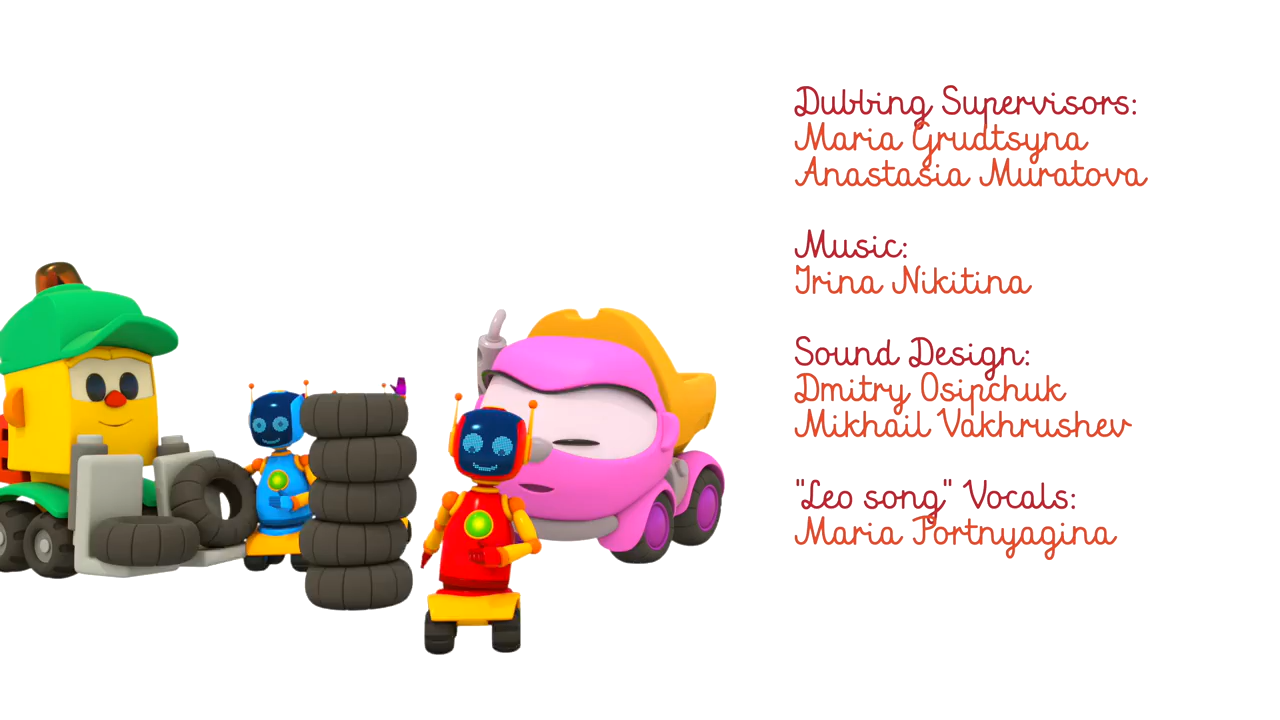 Dubbing Supervisors:
Maria Grudtsyna
Anastasia Muratova
Music:
Irina Nikitina
Sound Design:
Dmitry Osipchuk
Mikhail Vakhrushev
"Leo song" Vocals:
Maria Portnyagina